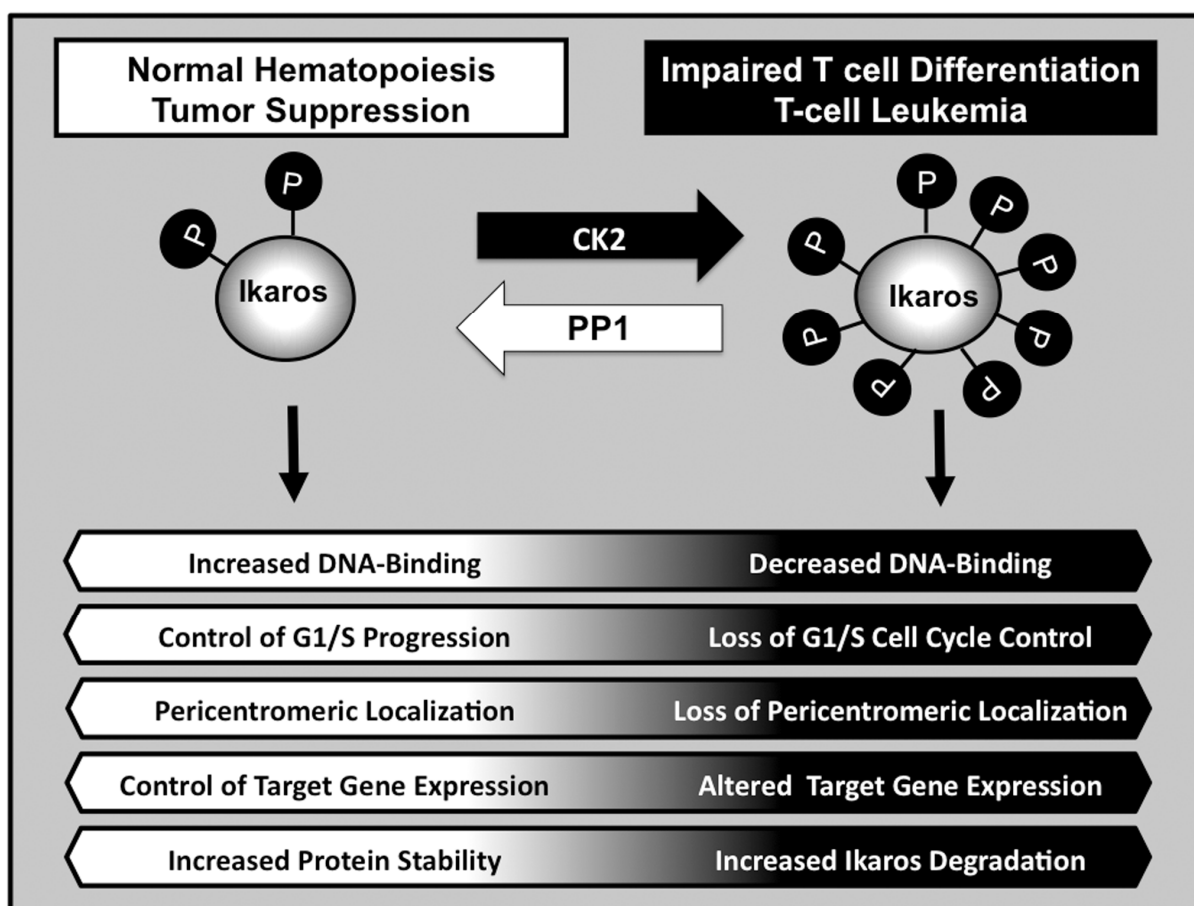 Normal Hematopoiesis
Tumor Suppression
Impaired T cell Differentiation
T-cell Leukemia
P
P
Ikaros
CK2
PP1
P
P
P
P
P
P
P
P
Ikaros
Increased DNA-Binding
Decreased DNA-Binding
Control of G1/S Progression
Loss of G1/S Cell Cycle Control
Pericentromeric Localization
Loss of Pericentromeric Localization
Control of Target Gene Expression
Altered  Target Gene Expression
Increased Protein Stability
Increased Ikaros Degradation